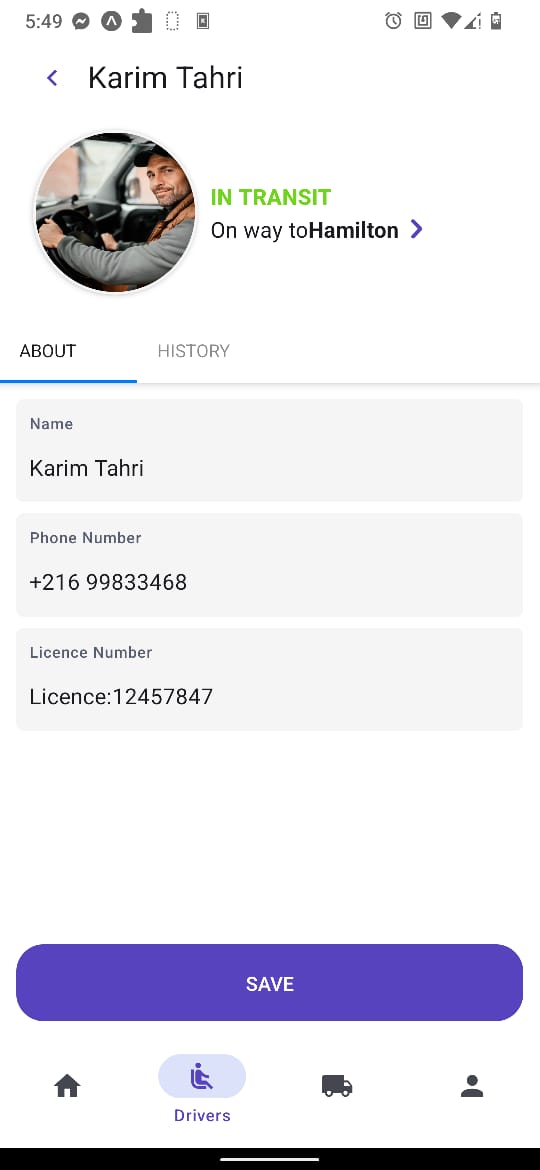 5:49
Karim Tahri
IN TRANSIT
On way toHamilton
ABOUT HISTORY
Name
Karim Tahri
Phone Number
+216 99833468
Licence Number
Licence:12457847
SAVE
Drivers